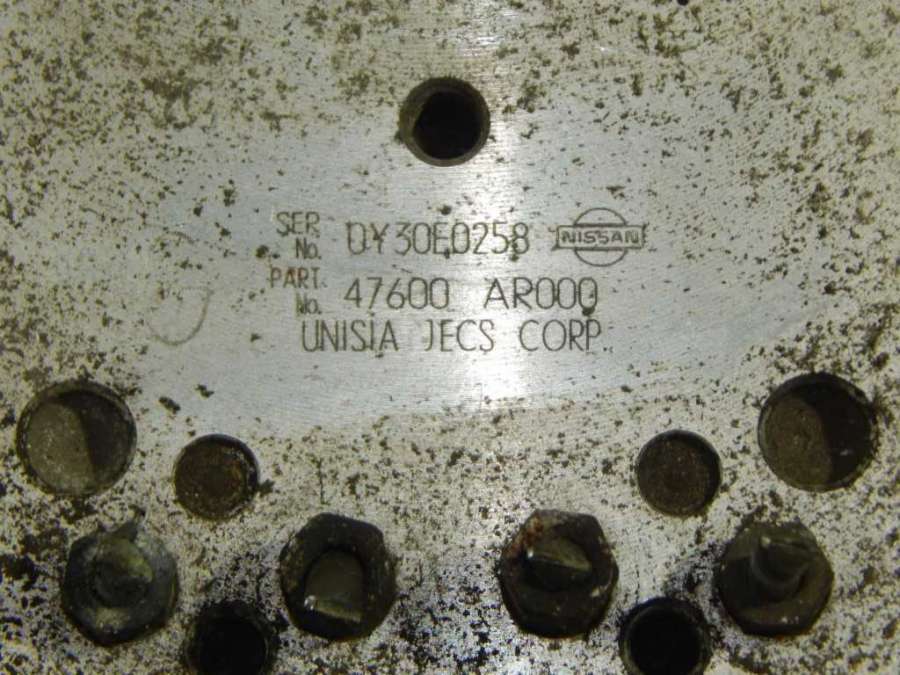 SER No. DY30E0258 NISSAN
PART No. 47600 AR000
UNISIA JECS CORP.